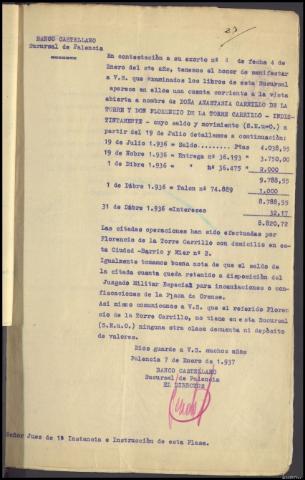 23
BANCO CASTELLANO
Sucursal de Palencia
En contestación a su exorto nº 2 de fecha 4 de
Enero del cte año, tenemos el honor de manifestar
a V.S. que examinados los libros de esta Sucursal
aparece en ellos una cuenta corriente a la vista
abierta a nombre de DOÑA ANASTASIA CARRILLO DE LA
TORRE Y DON FLORENCIO DE LA TORRE CARRILLO - INDIS-
TINTAMENTE - cuyo saldo y movimiento (S.E.u.O.) a
partir del 19 de Julio detallamos a continuación:
19 de Julio 1.936 = Saldo......... Ptas 4.038,55
19 de Nobre 1.936 = Entrega nº 36.193 " 3.750,00
1 de Dibre 1.936 = " nº 36.475 " 2.000
9.788,55
1 de Dibre 1.936 = Talon nº 74.889 1.000
8.788,55
31 de Dibre 1.936 =Intereses 32,17
8.820,72
Las citadas operaciones han sido efectuadas por
Florencio de la Torre Carrillo con domicilio en es-
ta Ciudad -Barrio y Mier nº 2.
Igualmente tomamos buena nota de que el saldo de
la citada cuenta queda retenido a disposición del
Juzgado Militar Especial para incautaciones o con-
fiscaciones de la Plaza de Orense.
Asi mismo comunicamos a V.S. que el referido Floren-
cio de la Torre Carrillo, no tiene en esta Sucursal
(S.E.u.O.) ninguna otra clase de cuenta ni depósito
de valores.
Dios guarde a V.S. muchos años
Palencia 7 de Enero de 1.937
BANCO CASTELLANO
Sucursal de Palencia
EL DIRECTOR
Señor Juez de 1ª Instancia e Instrucción de esta Plaza.